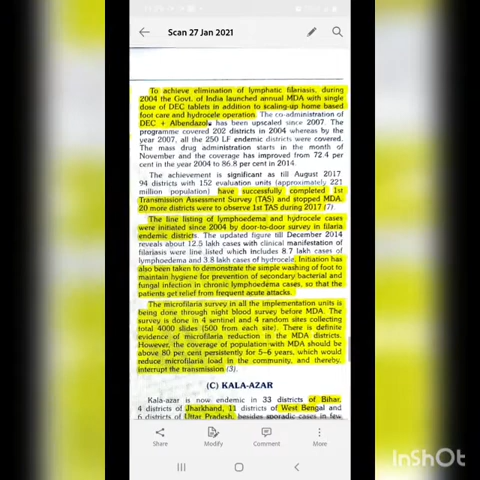 Scan 27 Jan 2021
To achieve elimination of lymphatic filariasis, during
2004 the Govt. of India launched annual MDA with single
dose of DEC tablets in addition to scaling-up home based
foot care and hydrocele operation. The co-administration of
DEC + Albendazole has been upscaled since 2007. The
programme covered 202 districts in 2004 whereas by the
year 2007, all the 250 LF endemic districts were covered.
The mass drug administration starts in the month of
November and the coverage has improved from 72.4 per
cent in the year 2004 to 86.8 per cent in 2014.
The achievement is significant as till August 2017
94 districts with 152 evaluation units (approximately 221
million population) have successfully completed 1st
Transmission Assessment Survey (TAS) and stopped MDA.
20 more districts were to observe 1st TAS during 2017 (7)
The line listing of lymphoedema and hydrocele cases
were initiated since 2004 by door-to-door survey in filaria
endemic districts. The updated figure till December 2014
reveals about 12.5 lakh cases with clinical manifestation of
filariasis were line listed which includes 8.7 lakh cases of
lymphoedema and 3.8 lakh cases of hydrocele. Initiation has
also been taken to demonstrate the simple washing of foot to
maintain hygiene for prevention of secondary bacterial and
fungal infection in chronic lymphoedema cases, so that the
patients get relief from frequent acute attacks.
The microfilaria survey in all the implementation units is
being done through night blood survey before MDA. The
survey is done in 4 sentinel and 4 random sites collecting
total 4000 slides (500 from each site). There is definite
evidence of microfilaria reduction in the MDA districts.
However, the coverage of population with MDA should be
above 80 per cent persistently for 5-6 years, which would
reduce microfilaria load in the community, and thereby,
interrupt the transmission (3).
(C) KALA-AZAR
Kala-azar is now endemic in 33 districts of Bihar,
4 districts of Jharkhand, 11 districts of West Bengal and
6 districts of Uttar Pradesh, besides sporadic cases in few
Share Modify Comment More
InShOt